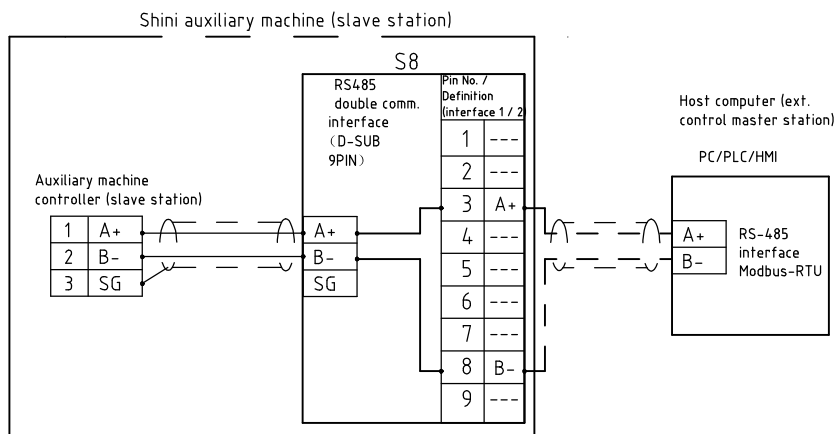 Shini auxiliary machine (slave station)
S8
RS485
double comm.
interface
(D-SUB
9PIN)
Pin No. /
Definition
(interface 1 / 2)
1 ---
2 ---
3 A+
4 ---
5 ---
6 ---
7 ---
8 B-
9 ---
Auxiliary machine
controller (slave station)
1 A+
2 B-
3 SG
A+
B-
SG
Host computer (ext.
control master station)
PC/PLC/HMI
A+
B-
RS-485
interface
Modbus-RTU